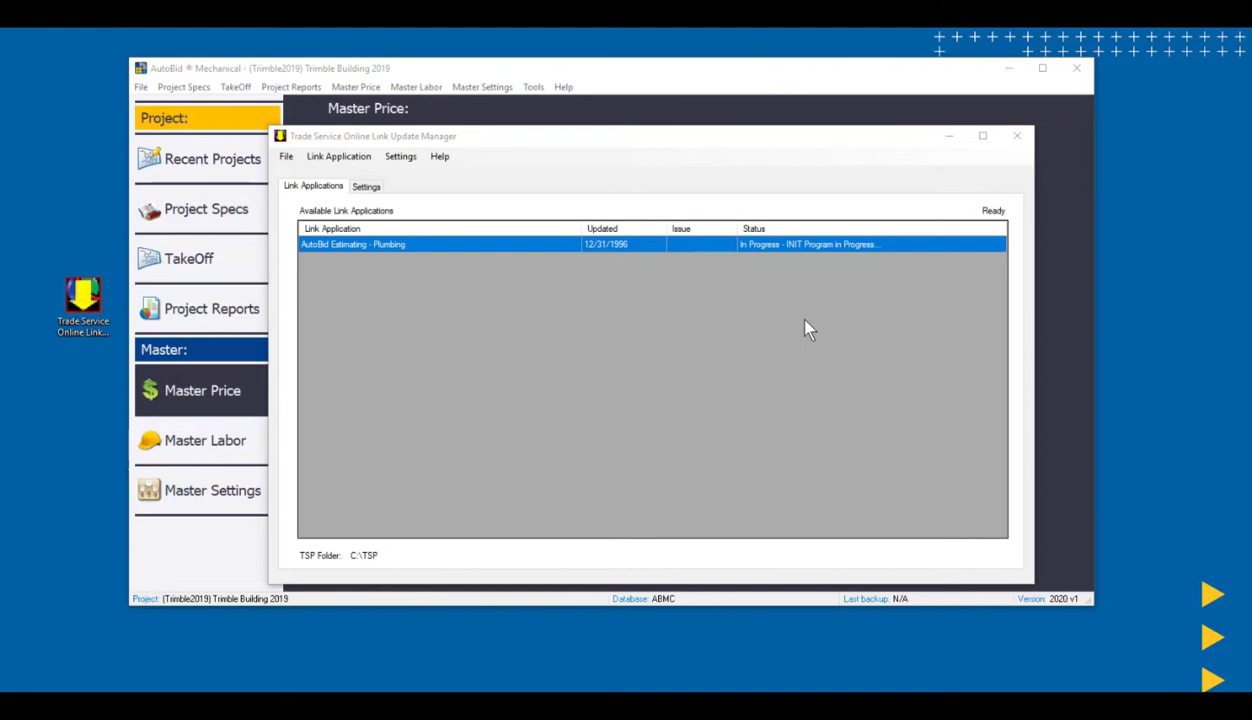 AutoBid ® Mechanical - (Trimble2019) Trimble Building 2019
File Project Specs TakeOff Project Reports Master Price Master Labor Master Settings Tools Help
Project:
Master Price:
Trade Service Online Link Update Manager
File Link Application Settings Help
Recent Projects
Link Applications Settings
Project Specs
Available Link Applications Ready
Link Application Updated Issue Status
AutoBid Estimating - Plumbing 12/31/1996 In Progress - INIT Program in Progress...
TakeOff
Project Reports
Trade Service
Online Link...
Master:
Master Price
Master Labor
Master Settings
TSP Folder: C:\TSP
Project: (Trimble2019) Trimble Building 2019 Database: ABMC Last backup: N/A Version: 2020 v1